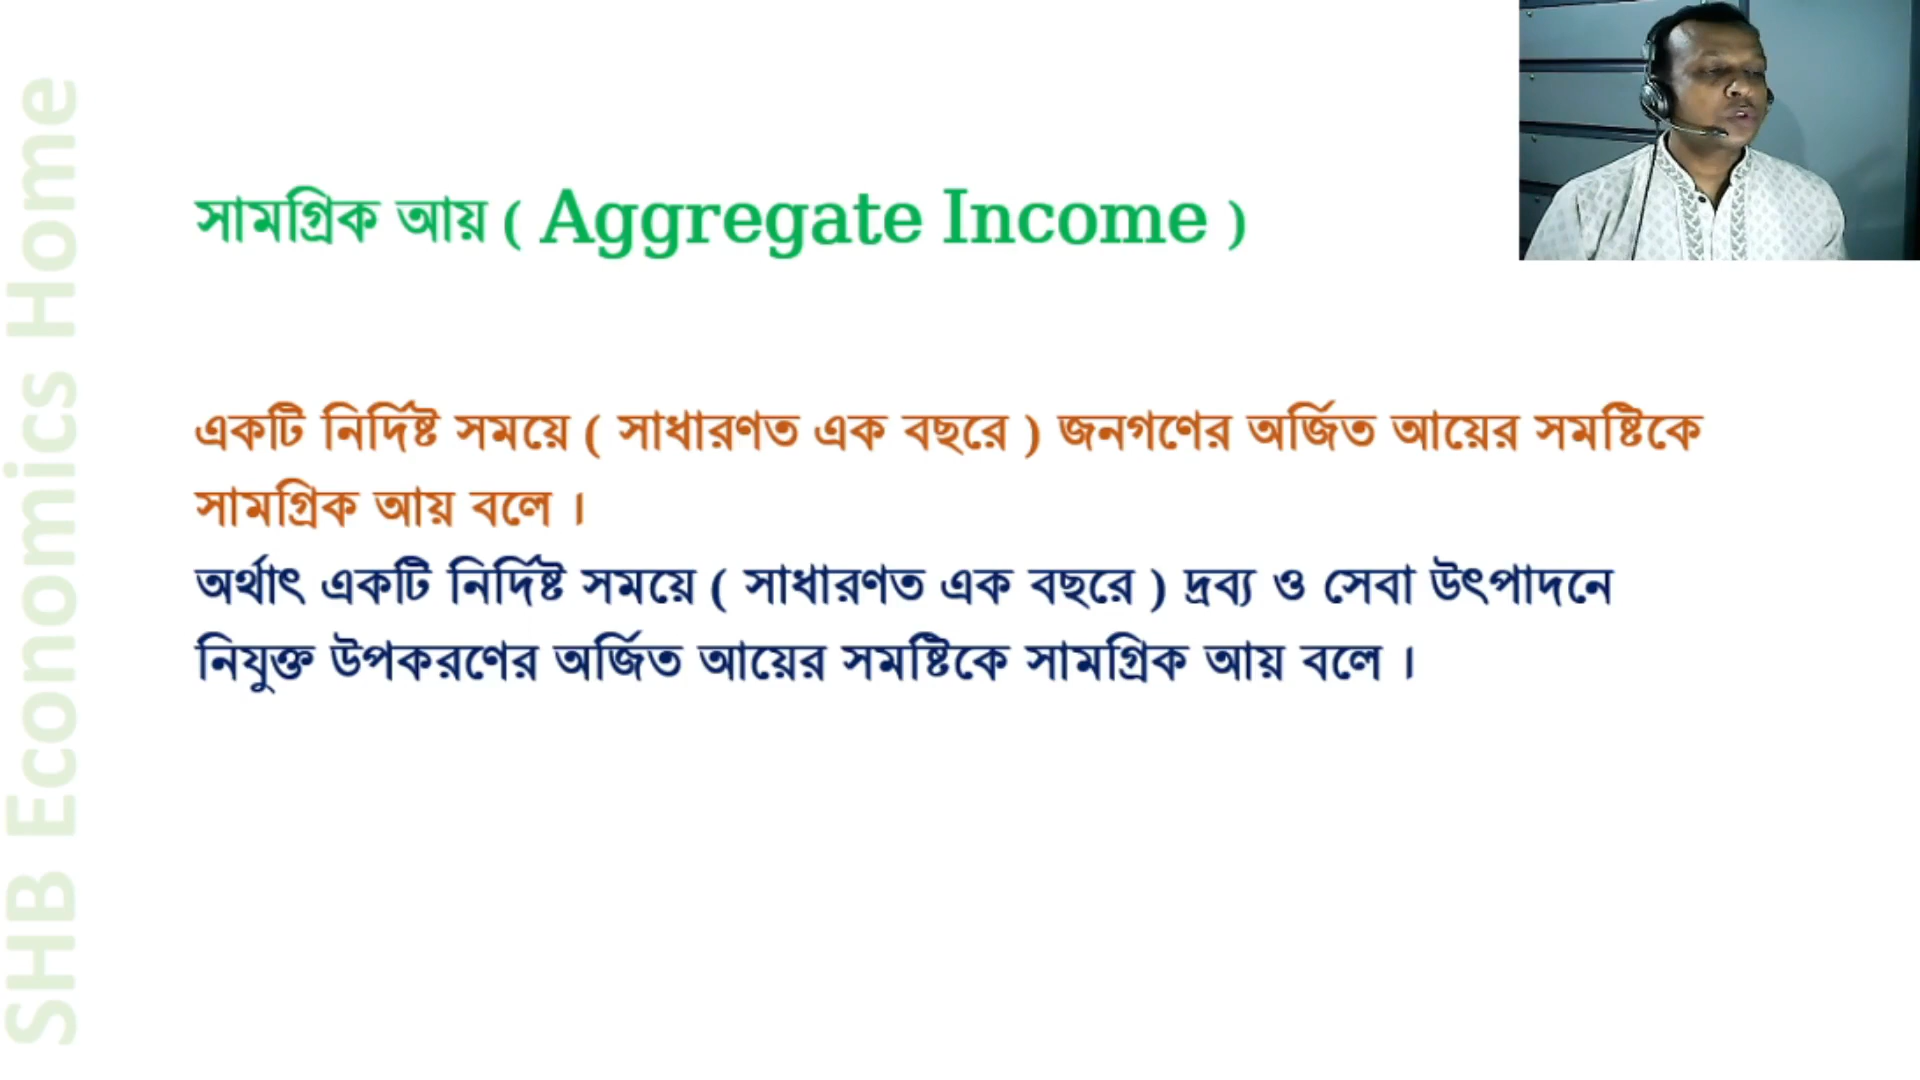 সামগ্রিক আয় ( Aggregate Income )
একটি নির্দিষ্ট সময়ে ( সাধারণত এক বছরে ) জনগণের অর্জিত আয়ের সমষ্টিকে
সামগ্রিক আয় বলে ।
অর্থাৎ একটি নির্দিষ্ট সময়ে ( সাধারণত এক বছরে ) দ্রব্য ও সেবা উৎপাদনে
নিযুক্ত উপকরণের অর্জিত আয়ের সমষ্টিকে সামগ্রিক আয় বলে ।
SHB Economics Home